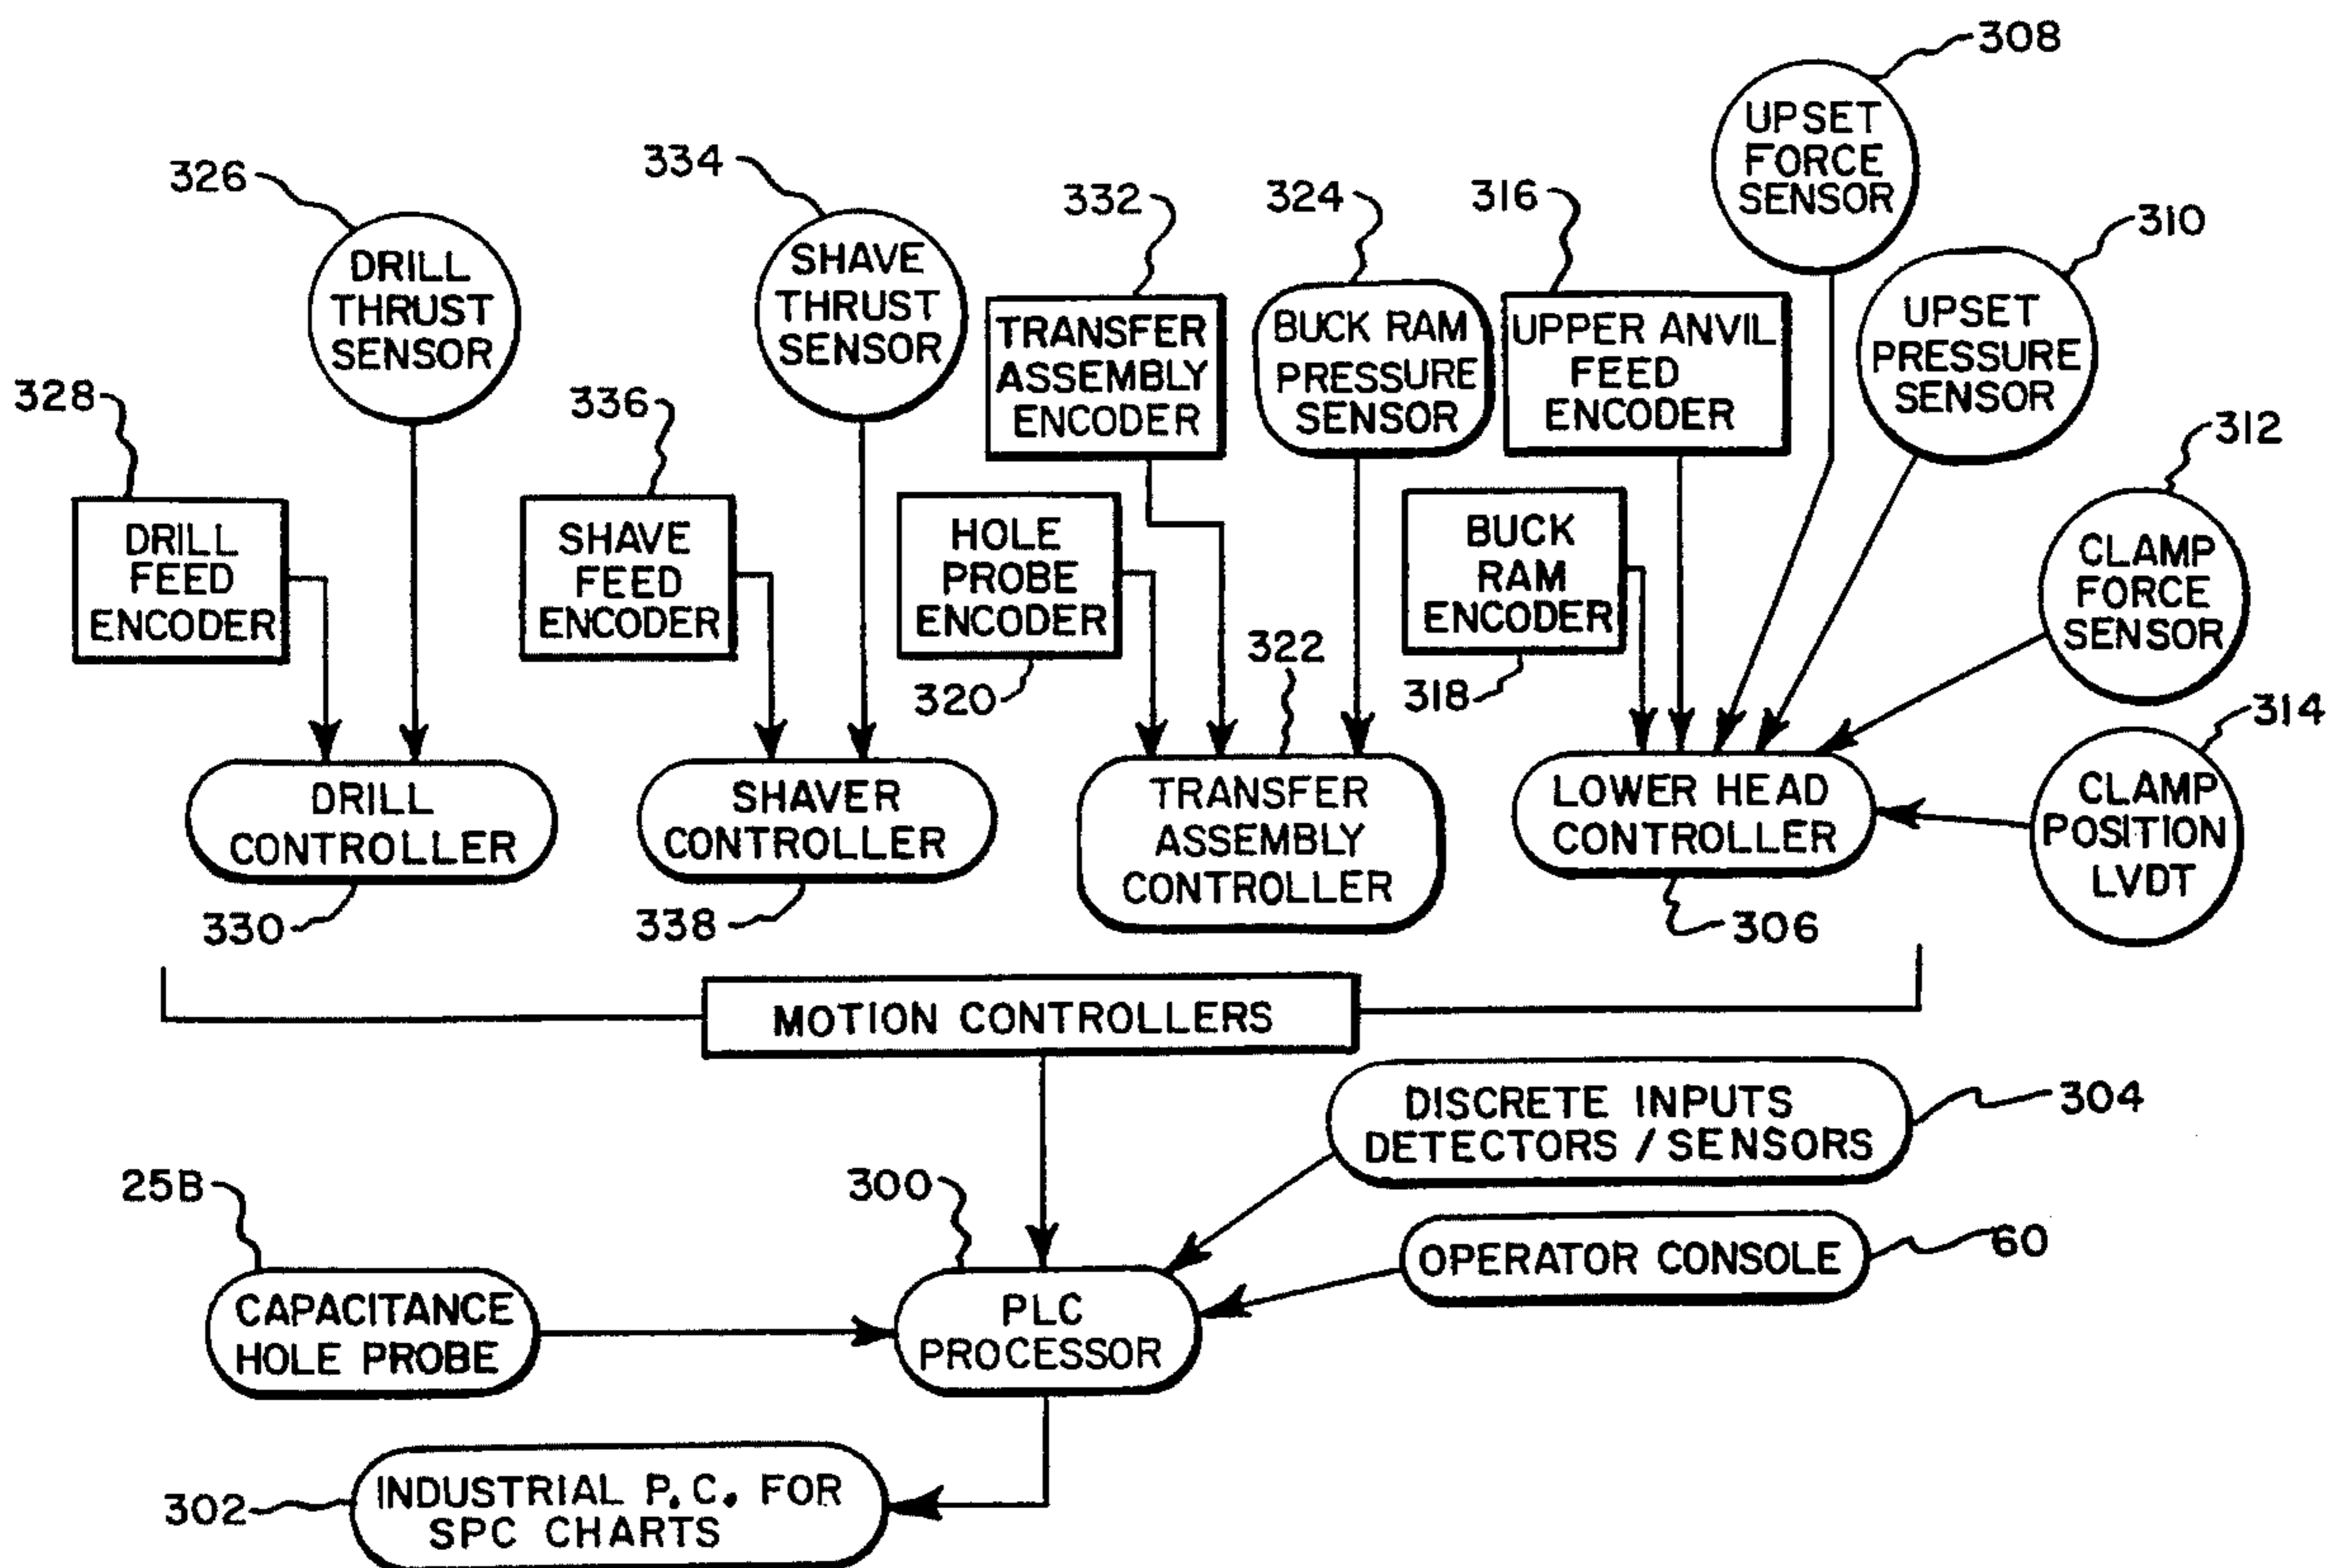 308
UPSET
FORCE
SENSOR
326
334
332
324
316
310
DRILL
THRUST
SENSOR
SHAVE
THRUST
SENSOR
TRANSFER
ASSEMBLY
ENCODER
BUCK RAM
PRESSURE
SENSOR
UPPER ANVIL
FEED
ENCODER
UPSET
PRESSURE
SENSOR
328
336
312
DRILL
FEED
ENCODER
SHAVE
FEED
ENCODER
HOLE
PROBE
ENCODER
BUCK
RAM
ENCODER
CLAMP
FORCE
SENSOR
320
322
318
314
DRILL
CONTROLLER
SHAVER
CONTROLLER
TRANSFER
ASSEMBLY
CONTROLLER
LOWER HEAD
CONTROLLER
CLAMP
POSITION
LVDT
330
338
306
MOTION CONTROLLERS
DISCRETE INPUTS
DETECTORS / SENSORS
304
25B
300
OPERATOR CONSOLE
60
CAPACITANCE
HOLE PROBE
PLC
PROCESSOR
302
INDUSTRIAL P.C. FOR
SPC CHARTS